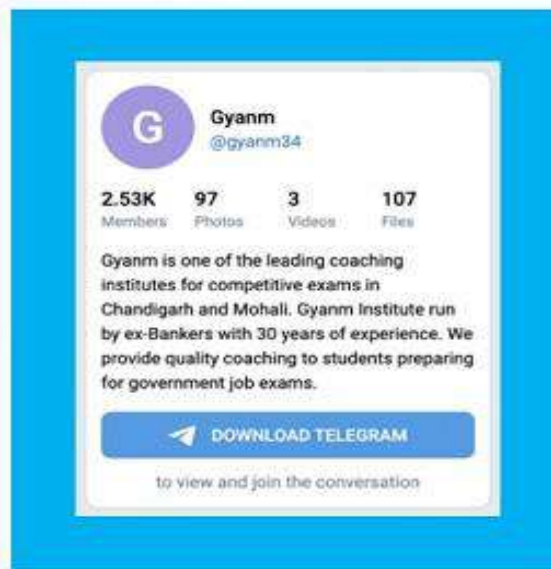 G
Gyanm
@gyanm34
2.53K 97 3 107
Members Photos Videos Files
Gyanm is one of the leading coaching
institutes for competitive exams in
Chandigarh and Mohali. Gyanm Institute run
by ex-Bankers with 30 years of experience. We
provide quality coaching to students preparing
for government job exams.
DOWNLOAD TELEGRAM
to view and join the conversation